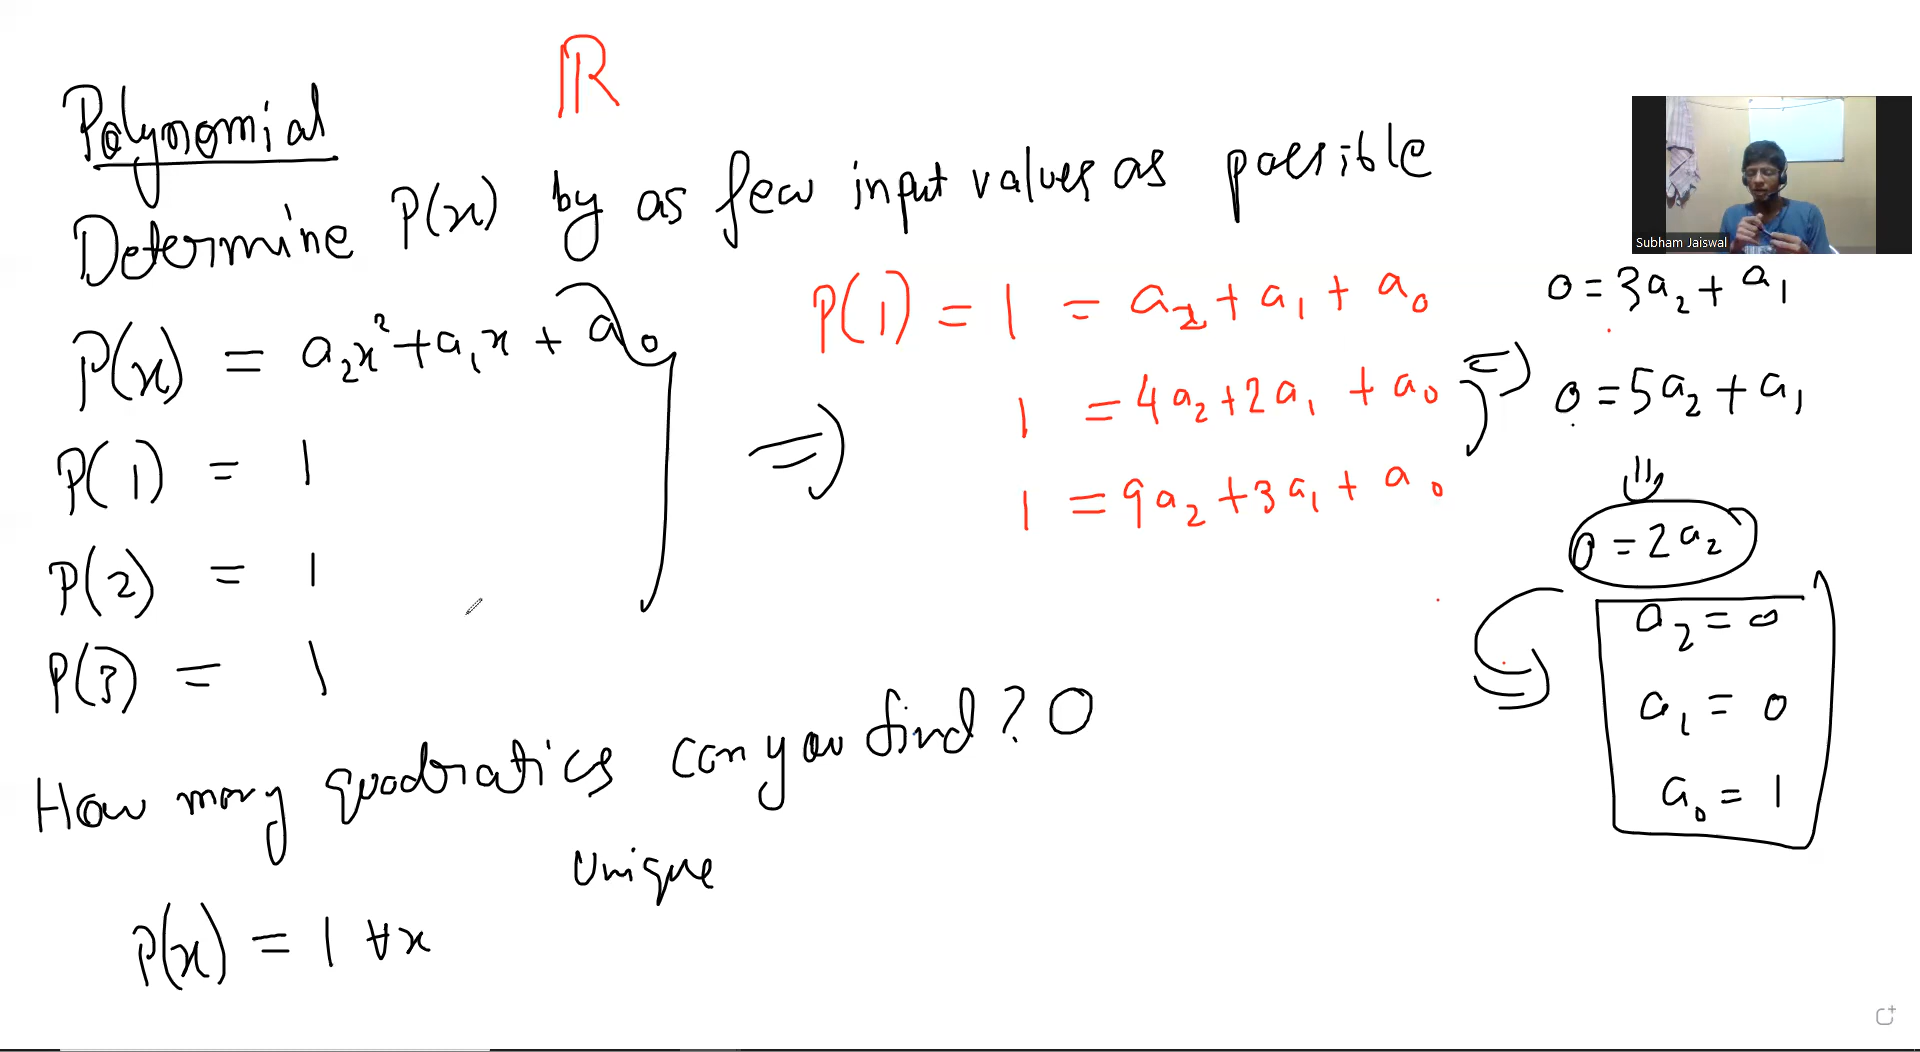 ℝ
Polynomial
Determine P(x) by as few input values as possible
P(x) = a₂x² + a₁x + a₀
P(1) = 1
P(2) = 1
P(3) = 1
⇒
P(1) = 1 = a₂ + a₁ + a₀
1 = 4a₂ + 2a₁ + a₀
1 = 9a₂ + 3a₁ + a₀
⇒
0 = 3a₂ + a₁
0 = 5a₂ + a₁
⇓
0 = 2a₂
a₂ = 0
a₁ = 0
a₀ = 1
How many quadratics can you find? 0
unique
P(x) = 1 ∀x
Subham Jaiswal